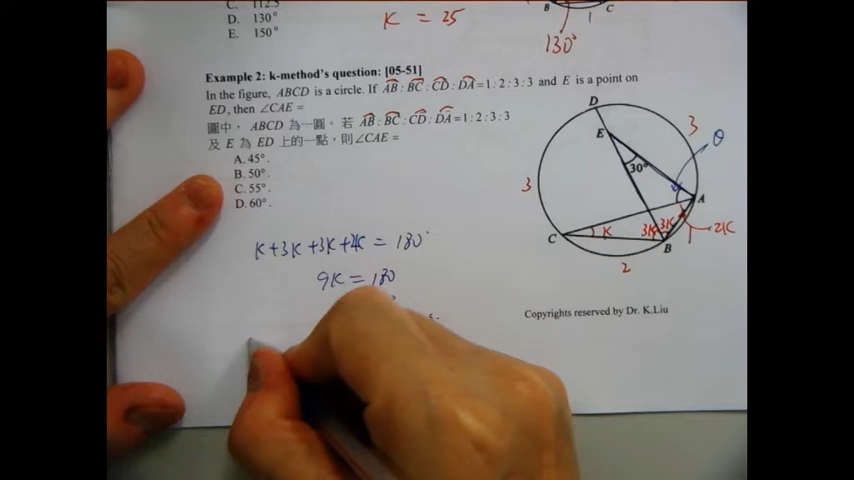 C. 112.5
D. 130°
E. 150°
K = 25
B
C
1
130°
Example 2: k-method's question: [05-51]
In the figure, ABCD is a circle. If AB : BC : CD : DA = 1 : 2 : 3 : 3 and E is a point on
ED, then ∠CAE =
圖中， ABCD 為一圓。 若 AB : BC : CD : DA = 1 : 2 : 3 : 3
及 E 為 ED 上的一點，則∠CAE =
A. 45°.
B. 50°.
C. 55°.
D. 60°.
D
3
E
θ
30°
3
A
3K
3K
2K
C
K
1
B
2
K+3K+3K+2K = 180°
9K = 180
Copyrights reserved by Dr. K.Liu